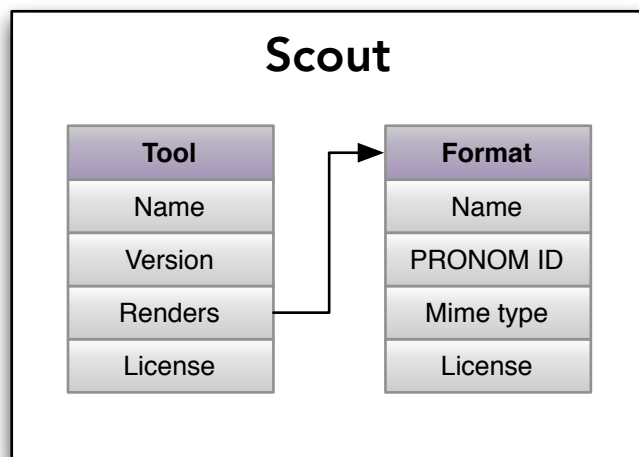 Scout
Tool
Name
Version
Renders
License
Format
Name
PRONOM ID
Mime type
License